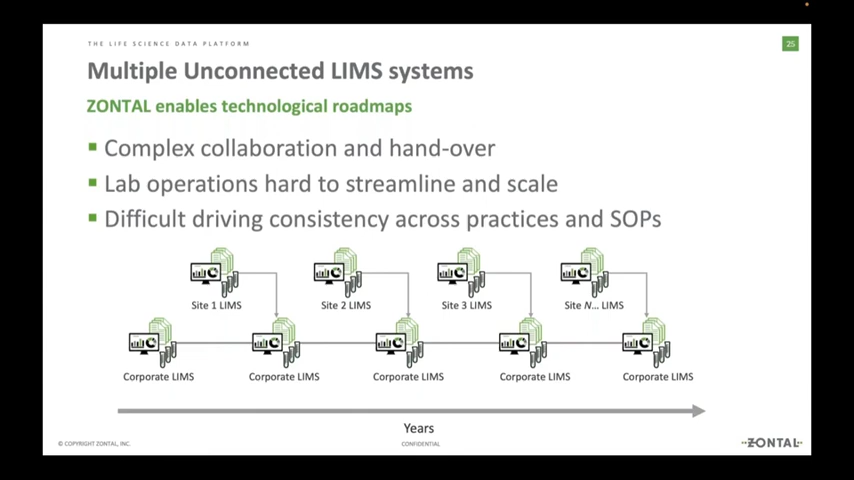 THE LIFE SCIENCE DATA PLATFORM
25
Multiple Unconnected LIMS systems
ZONTAL enables technological roadmaps
Complex collaboration and hand-over
Lab operations hard to streamline and scale
Difficult driving consistency across practices and SOPs
Site 1 LIMS
Site 2 LIMS
Site 3 LIMS
Site N... LIMS
Corporate LIMS
Corporate LIMS
Corporate LIMS
Corporate LIMS
Corporate LIMS
Years
© COPYRIGHT ZONTAL, INC.
CONFIDENTIAL
ZONTAL